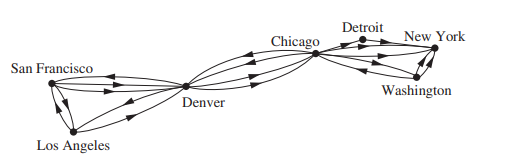 Detroit
Chicago
New York
San Francisco
Denver
Washington
Los Angeles